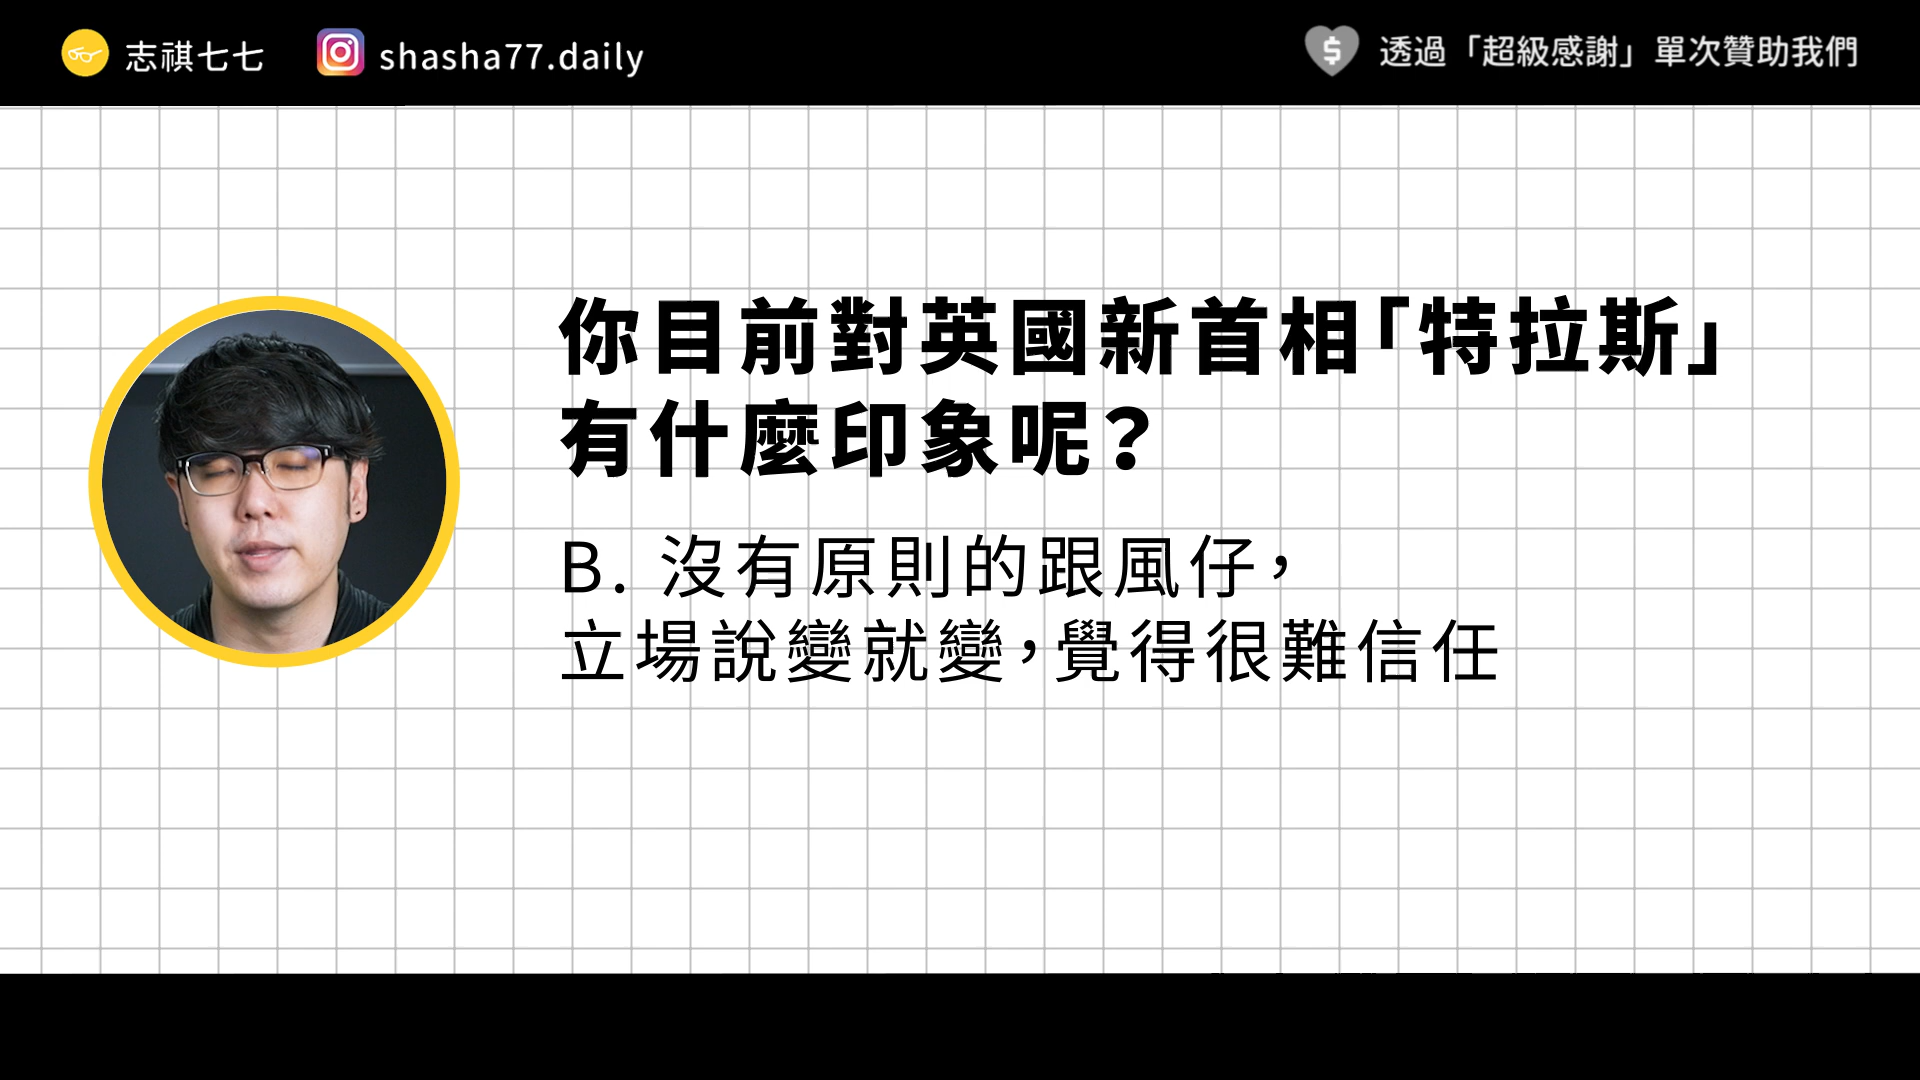 志祺七七
shasha77.daily
透過「超級感謝」單次贊助我們
你目前對英國新首相「特拉斯」
有什麼印象呢?
B. 沒有原則的跟風仔,
立場說變就變,覺得很難信任